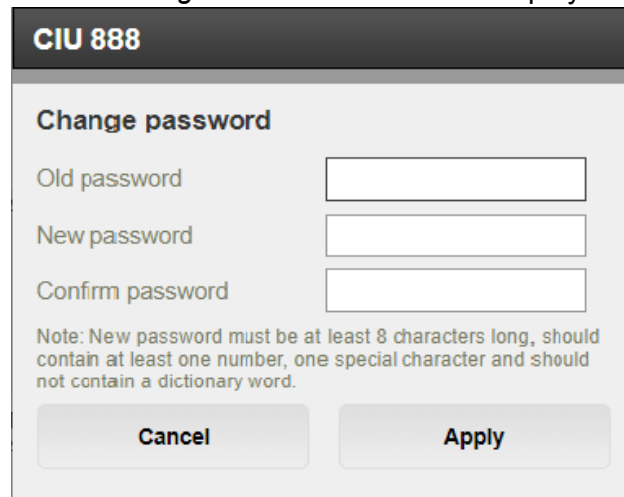 CIU 888
Change password
Old password
New password
Confirm password
Note: New password must be at least 8 characters long, should
contain at least one number, one special character and should
not contain a dictionary word.
Cancel
Apply